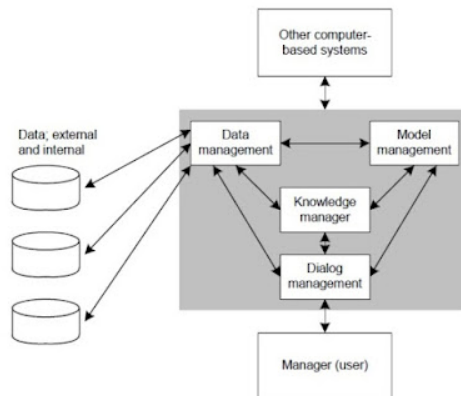 Other computer-
based systems
Data; external
and internal
Data
management
Model
management
Knowledge
manager
Dialog
management
Manager (user)